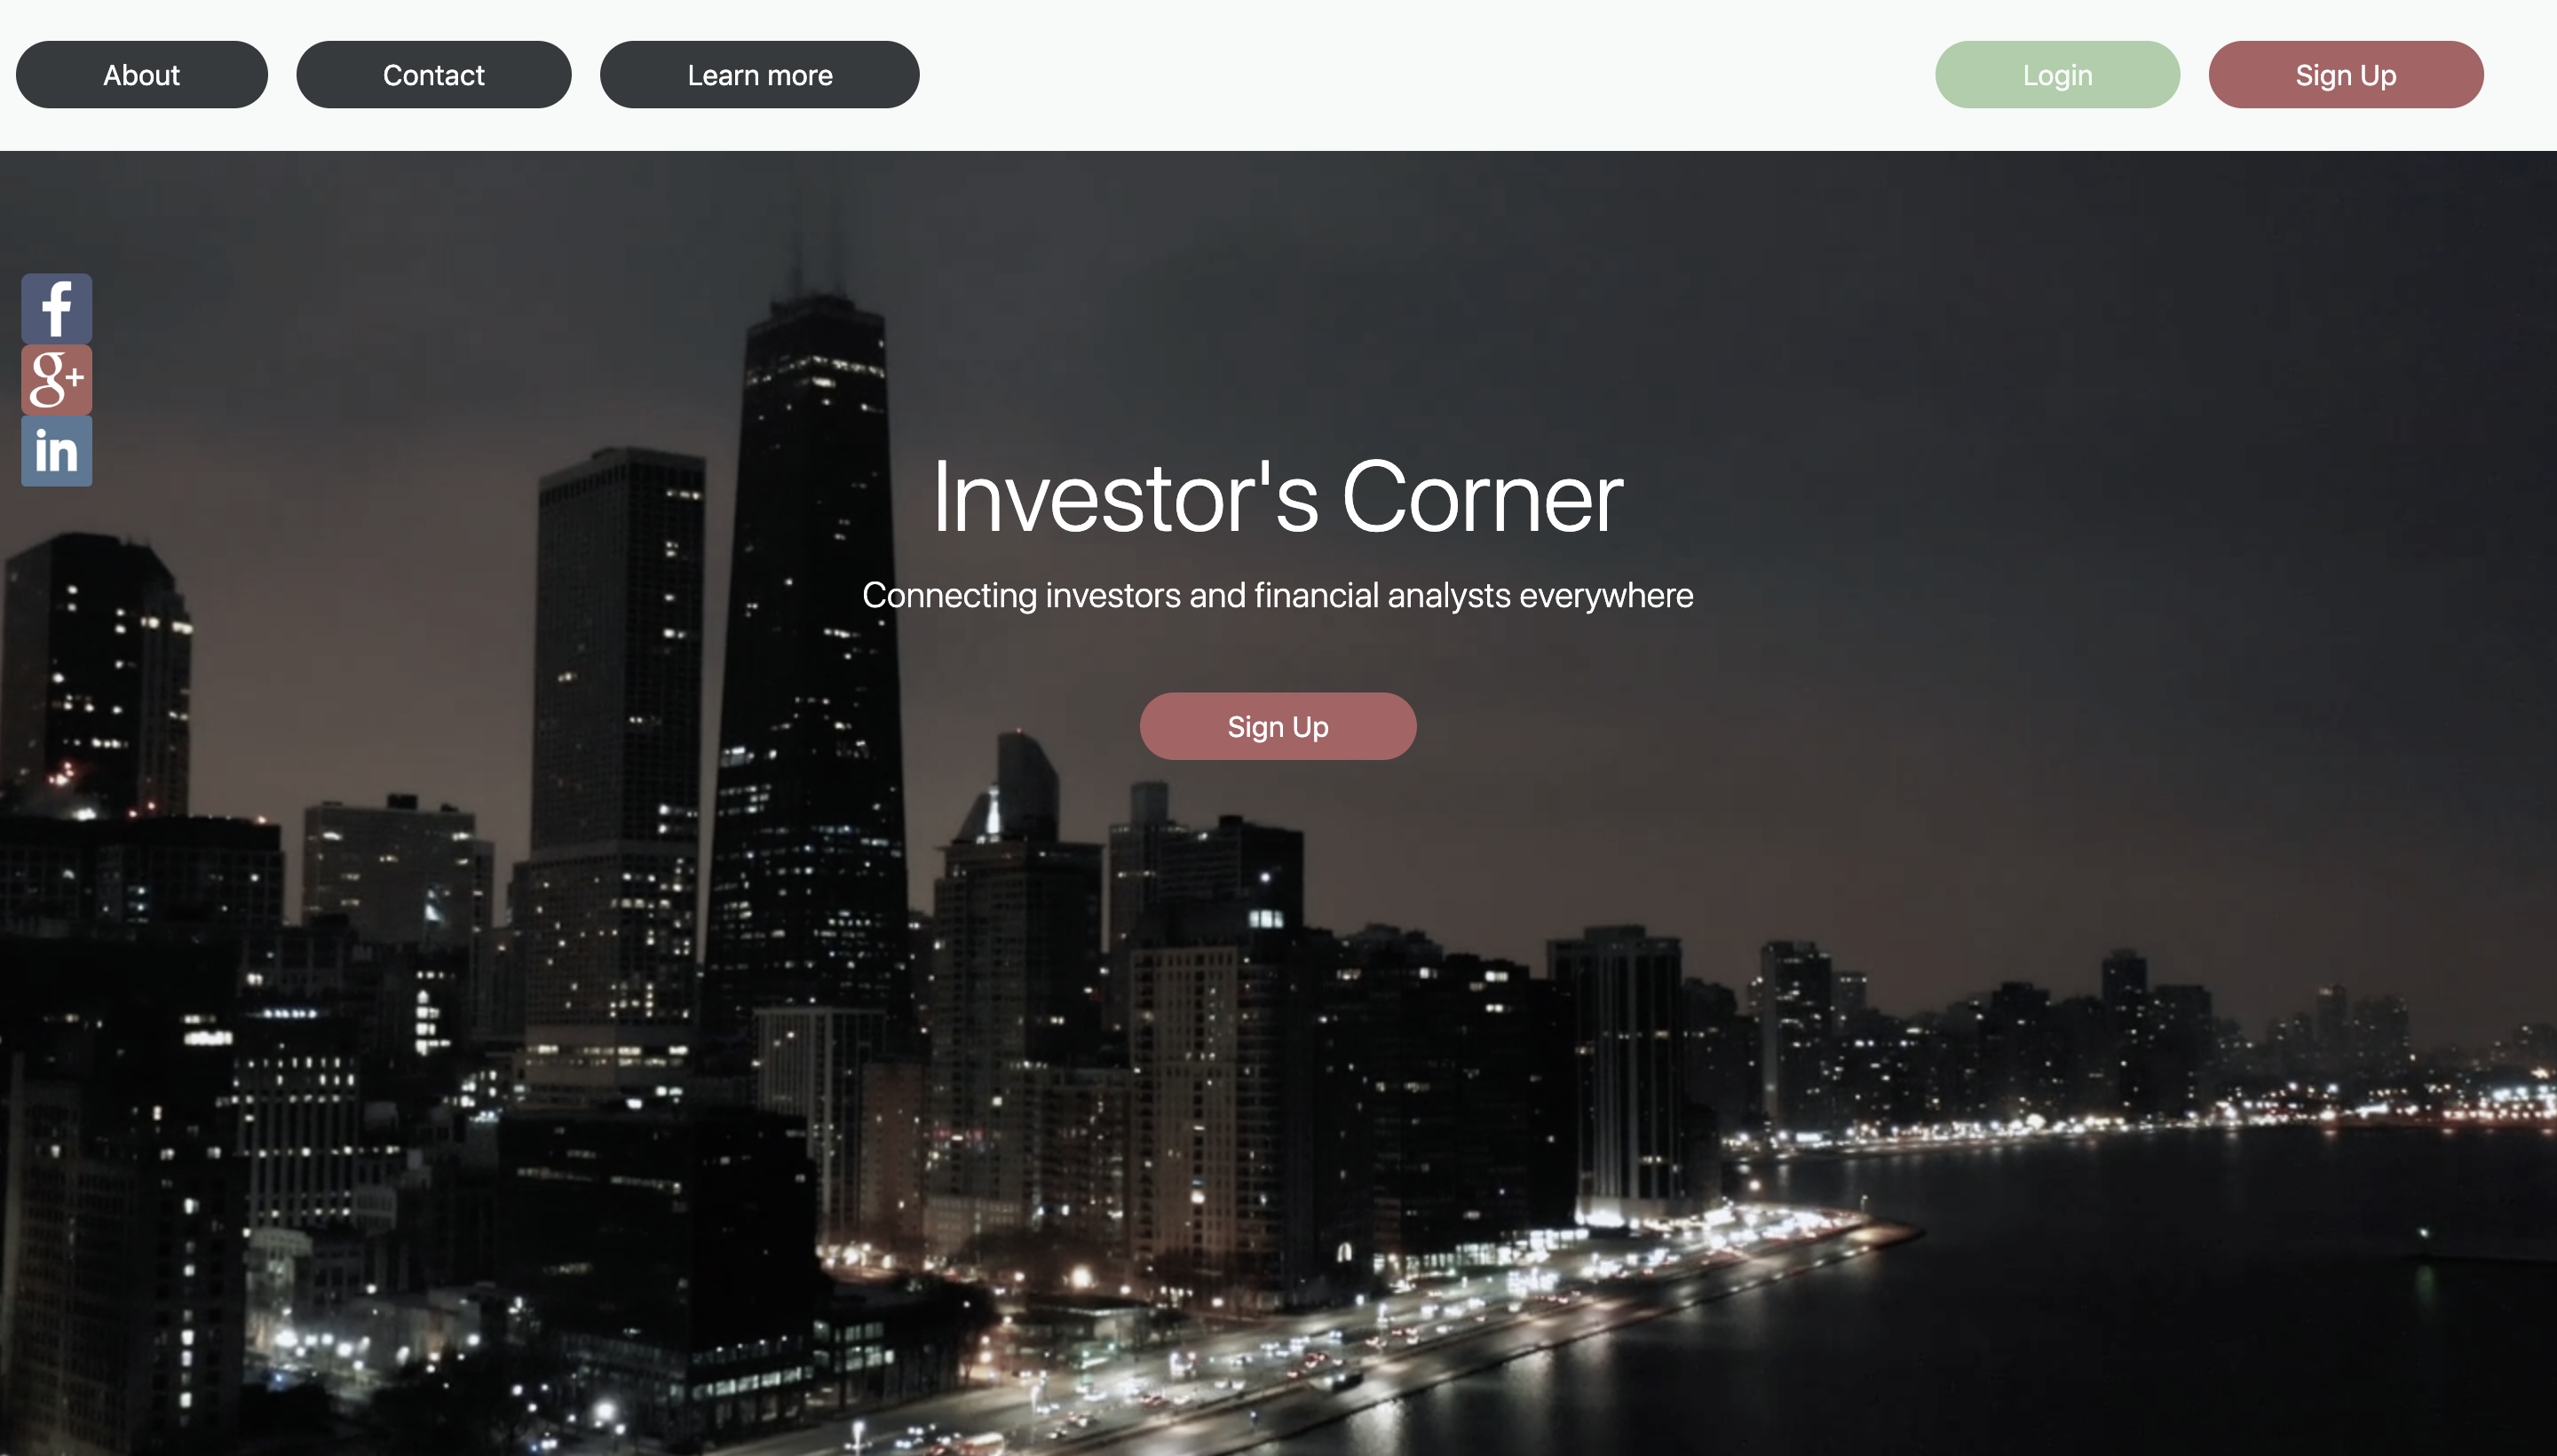 About
Contact
Learn more
Login
Sign Up
f
g+
in
Investor's Corner
Connecting investors and financial analysts everywhere
Sign Up